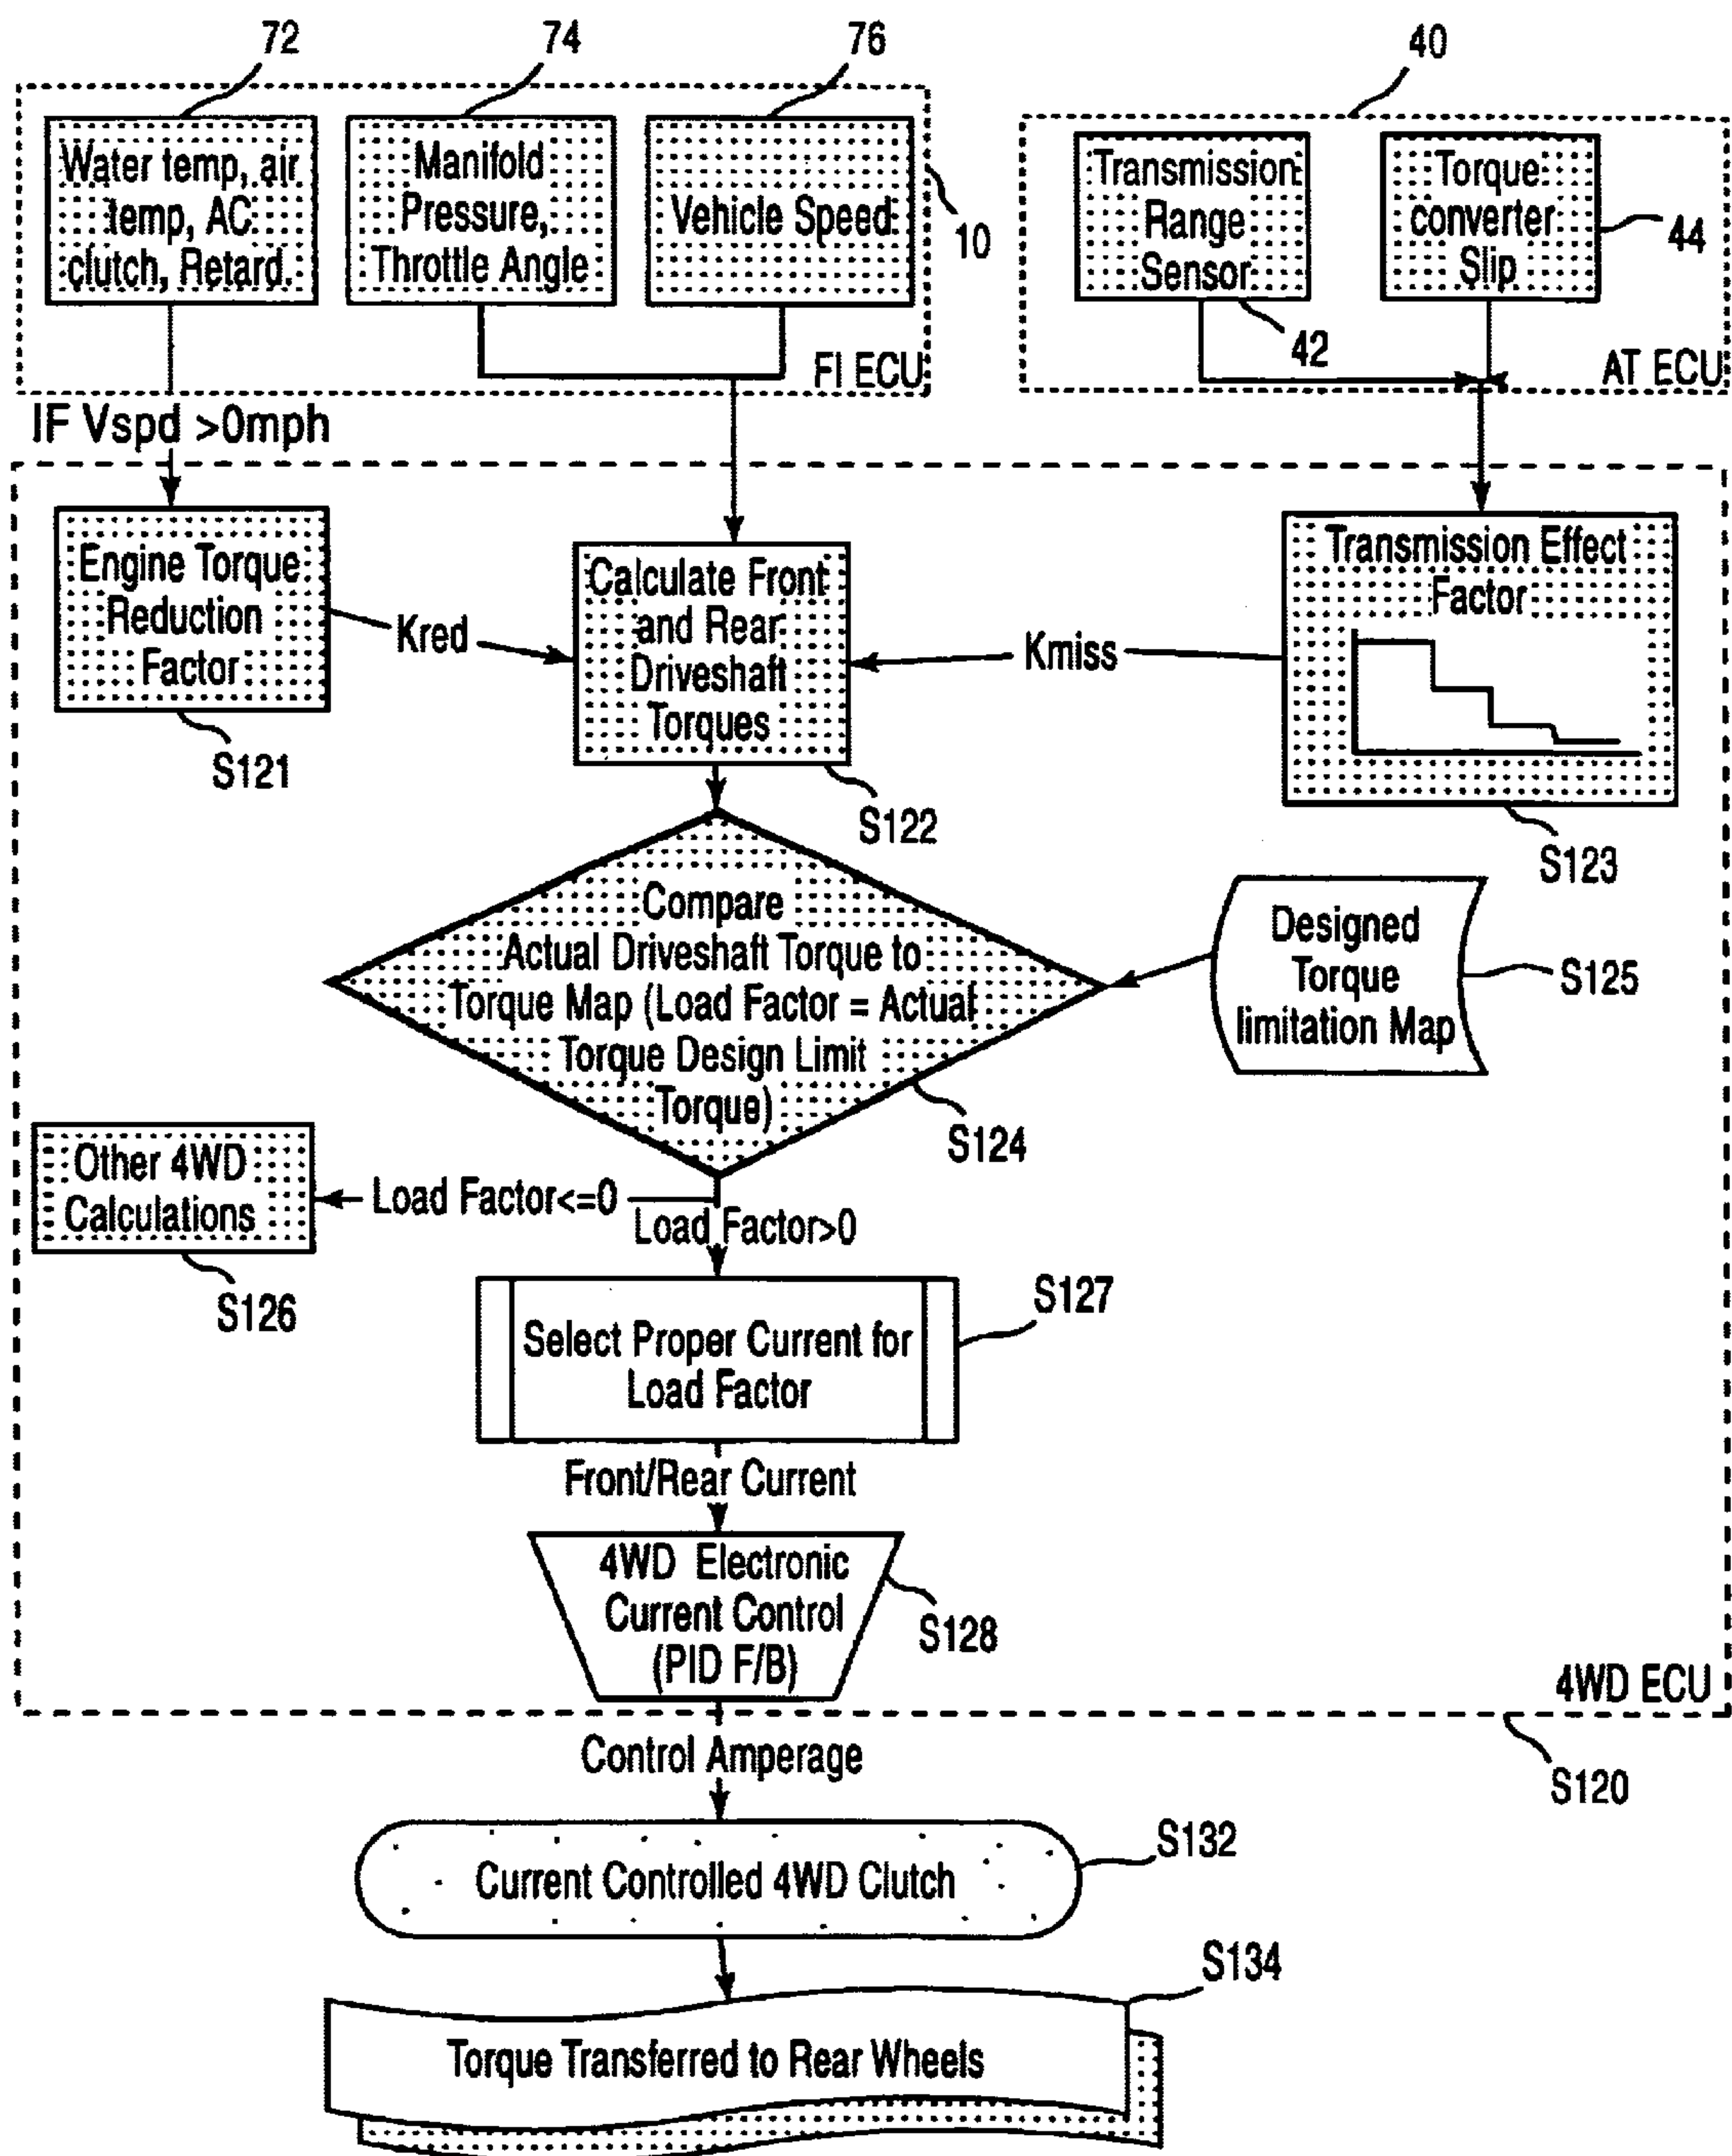 72
74
76
40
Water temp, air
temp, AC
clutch, Retard.
Manifold
Pressure,
Throttle Angle
Vehicle Speed
10
Transmission
Range
Sensor
42
Torque
converter
Slip
44
FI ECU
AT ECU
IF Vspd >0mph
Engine Torque
Reduction
Factor
S121
Kred
Calculate Front
and Rear
Driveshaft
Torques
S122
Kmiss
Transmission Effect
Factor
S123
Compare
Actual Driveshaft Torque to
Torque Map (Load Factor = Actual
Torque Design Limit
Torque)
S124
Designed
Torque
limitation Map
S125
Other 4WD
Calculations
S126
Load Factor<=0
Load Factor>0
Select Proper Current for
Load Factor
S127
Front/Rear Current
4WD Electronic
Current Control
(PID F/B)
S128
4WD ECU
S120
Control Amperage
Current Controlled 4WD Clutch
S132
Torque Transferred to Rear Wheels
S134